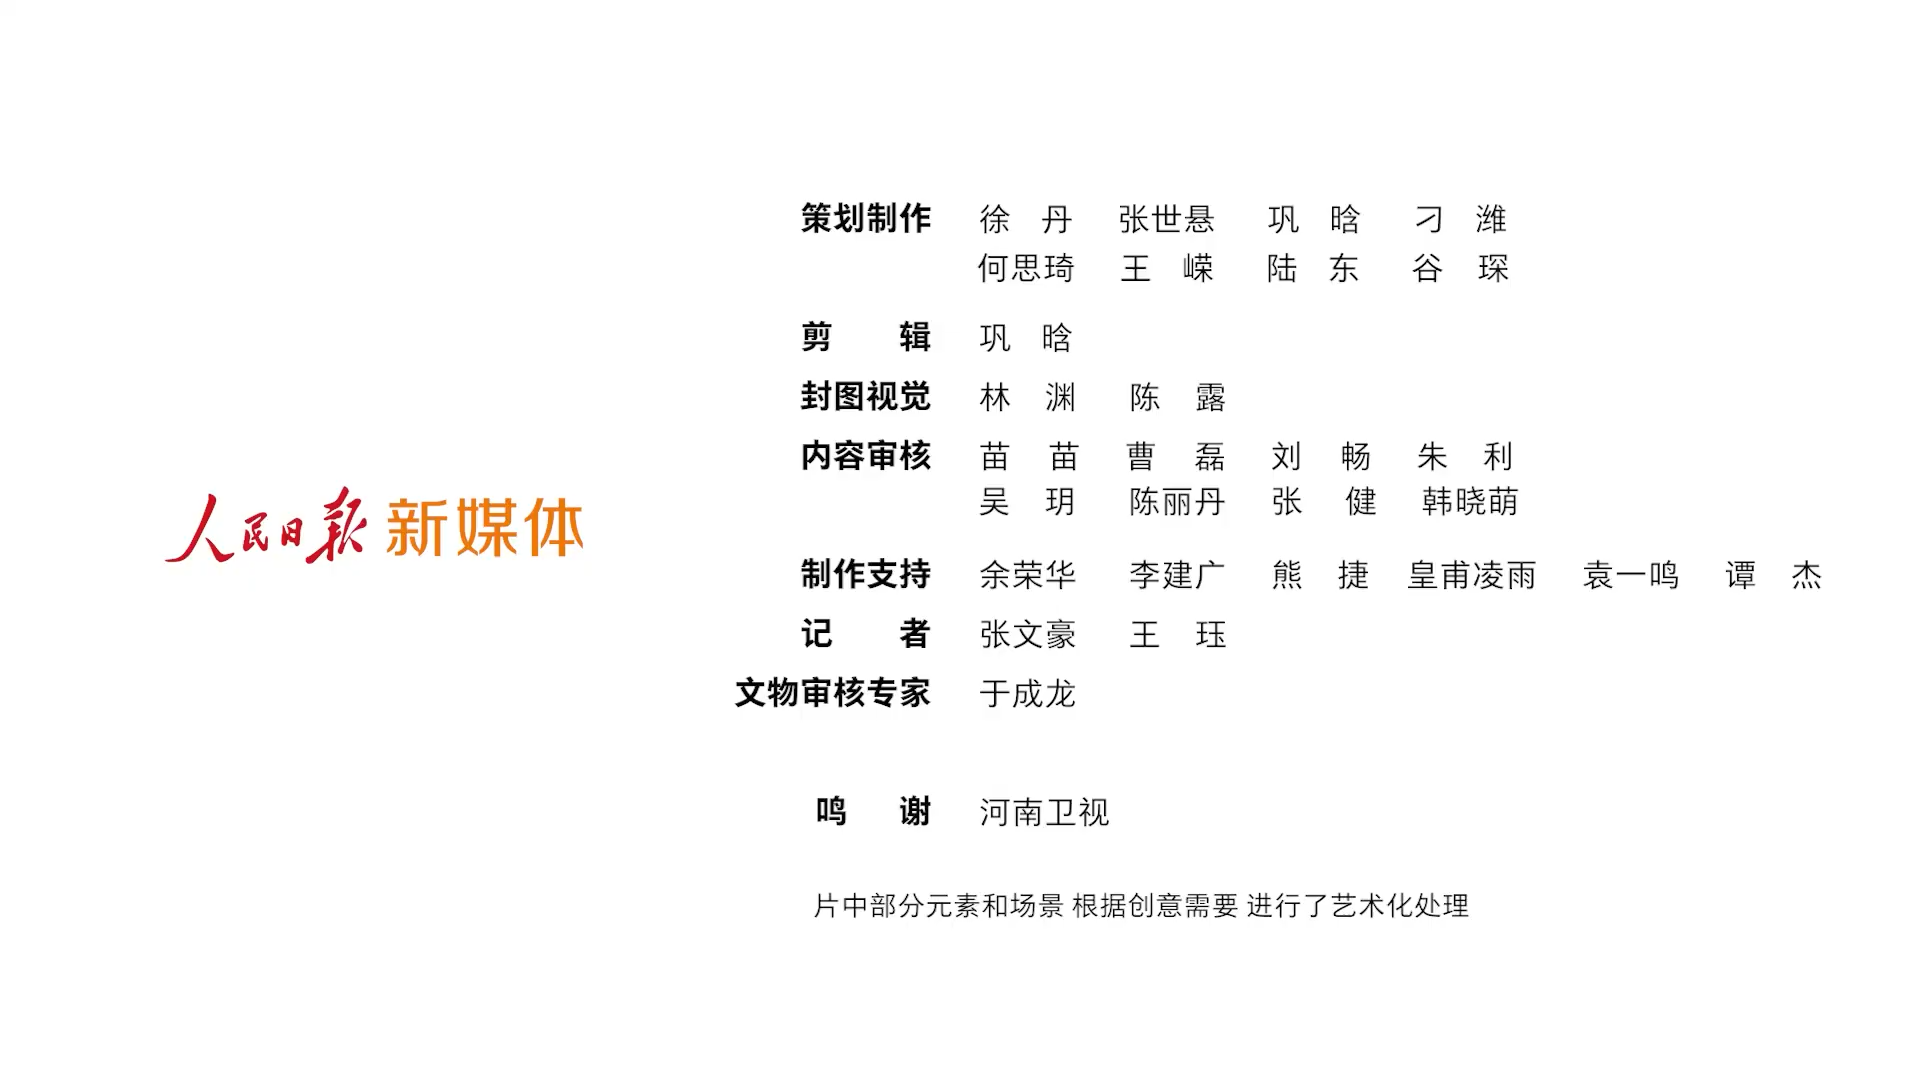 人民日报 新媒体
策划制作 徐 丹 张世悬 巩 晗 刁 潍
何思琦 王 嵘 陆 东 谷 琛
剪 辑 巩 晗
封图视觉 林 渊 陈 露
内容审核 苗 苗 曹 磊 刘 畅 朱 利
吴 玥 陈丽丹 张 健 韩晓萌
制作支持 余荣华 李建广 熊 捷 皇甫凌雨 袁一鸣 谭 杰
记 者 张文豪 王 珏
文物审核专家 于成龙
鸣 谢 河南卫视
片中部分元素和场景 根据创意需要 进行了艺术化处理